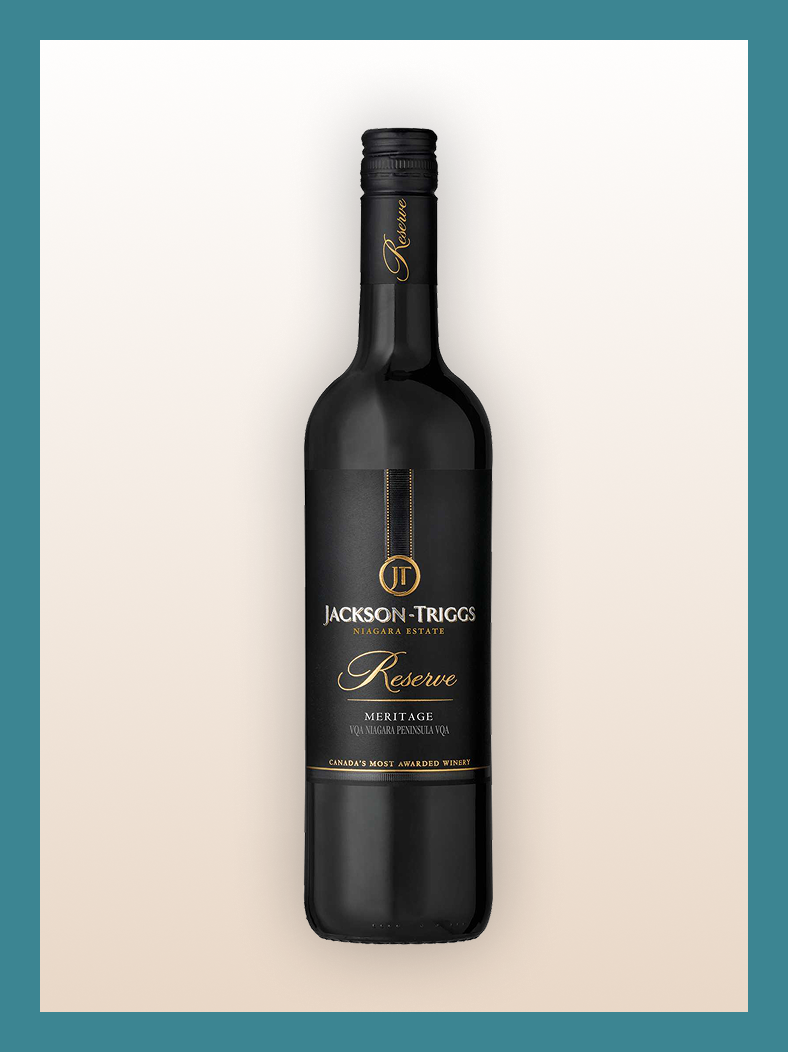 Reserve
JT
JACKSON-TRIGGS
NIAGARA ESTATE
Reserve
MERITAGE
VQA NIAGARA PENINSULA VQA
CANADA'S MOST AWARDED WINERY